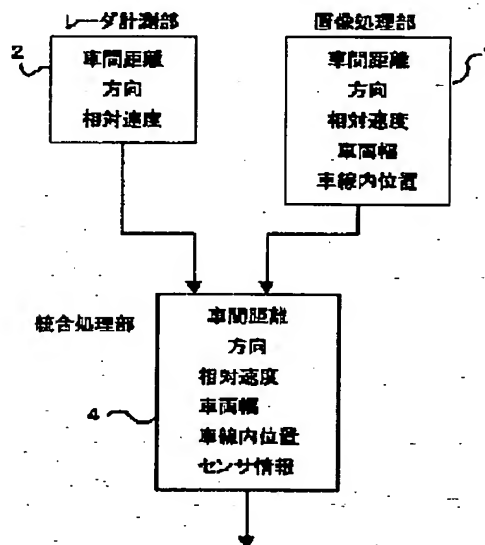 レーダ計測部
2
車間距離
方向
相対速度
画像処理部
車間距離
方向
相対速度
車両幅
車線内位置
統合処理部
4
車間距離
方向
相対速度
車両幅
車線内位置
センサ情報